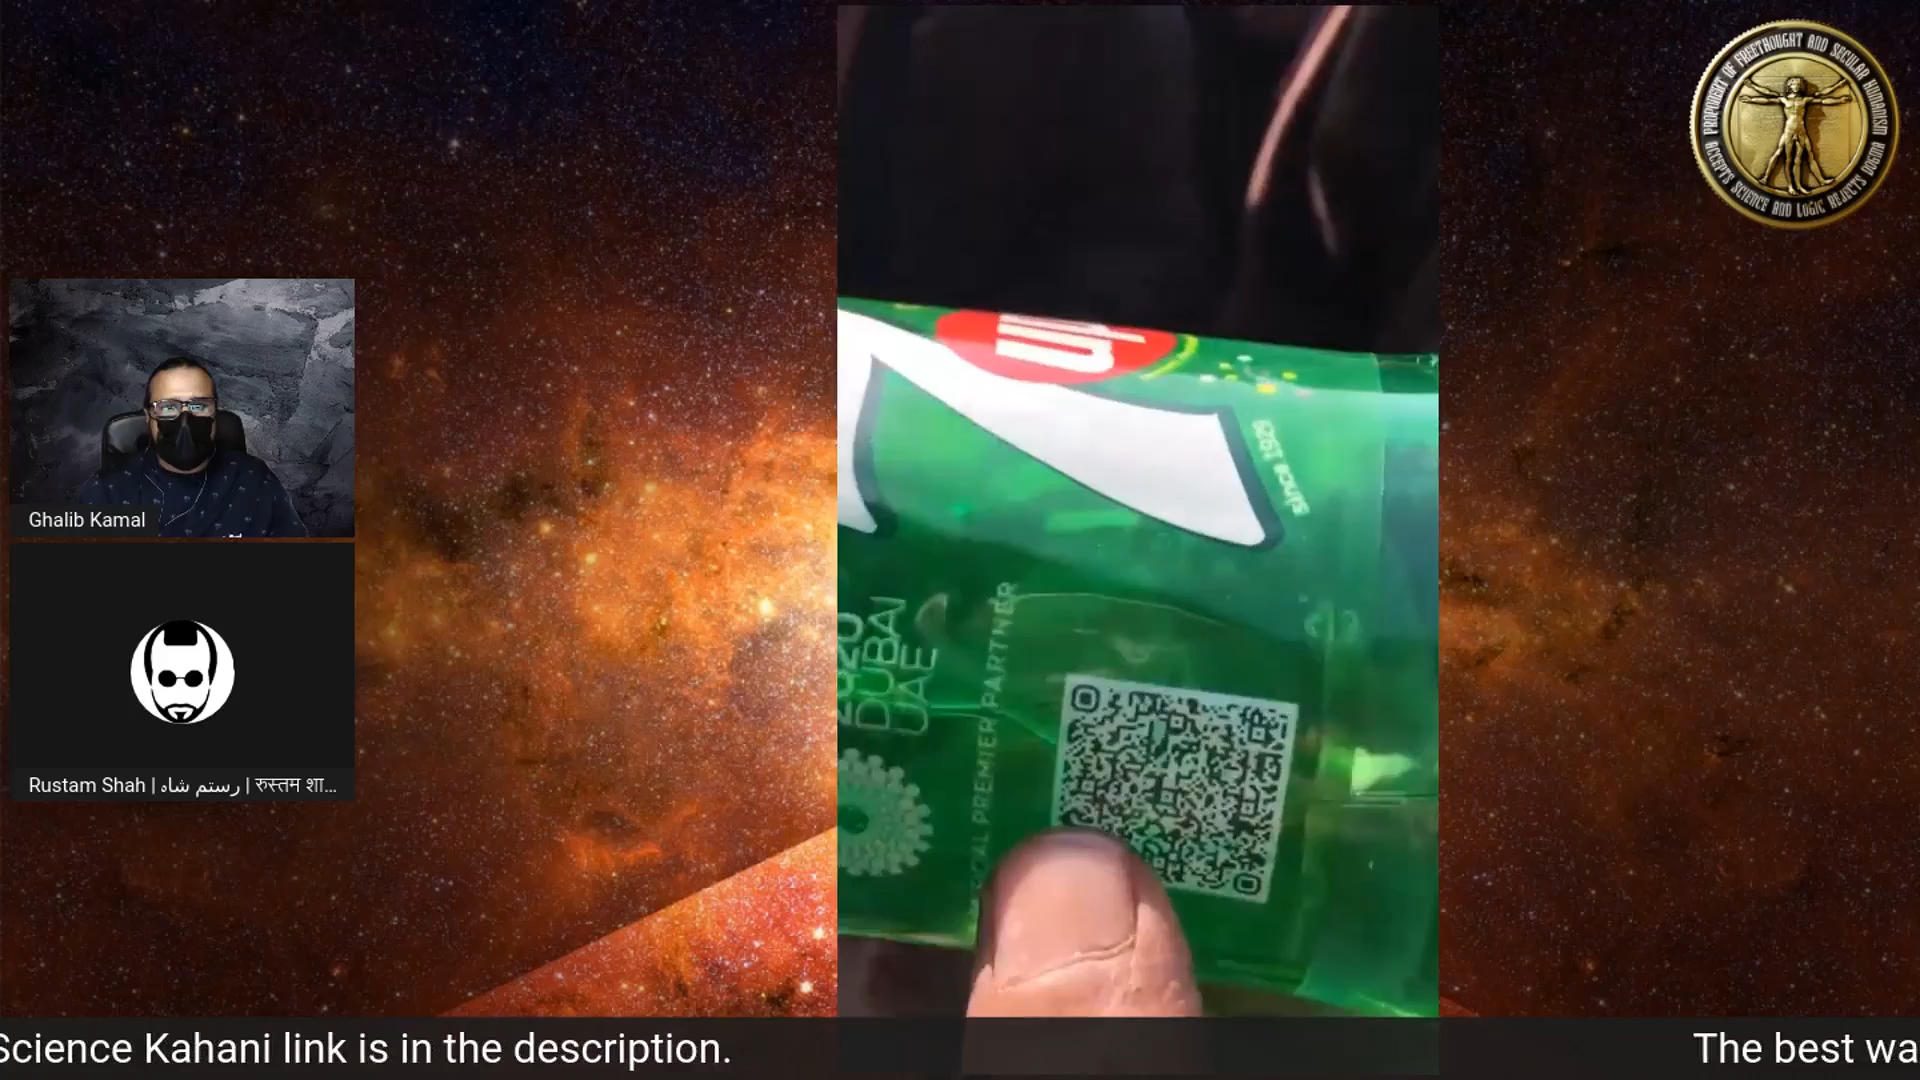 PROPONENT OF FREETHOUGHT AND SECULAR HUMANISM
ACCEPTS SCIENCE AND LOGIC REJECTS DOGMA
Ghalib Kamal
Rustam Shah | رستم شاہ | रुस्तम शा...
up
7
Since 1929
2020
DUBAI
UAE
PREMIER PARTNER
Science Kahani link is in the description.
The best wa